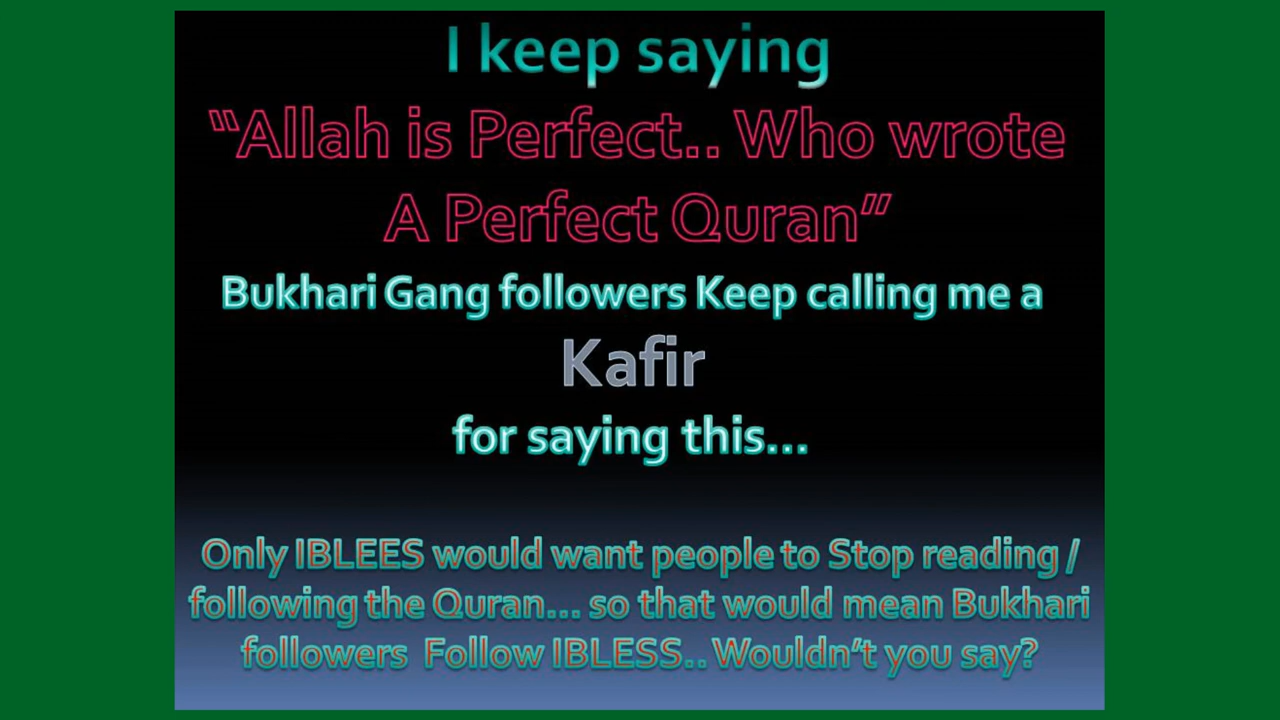 I keep saying
“Allah is Perfect.. Who wrote
A Perfect Quran”
Bukhari Gang followers Keep calling me a
Kafir
for saying this...
Only IBLEES would want people to Stop reading /
following the Quran... so that would mean Bukhari
followers Follow IBLESS.. Wouldn’t you say?